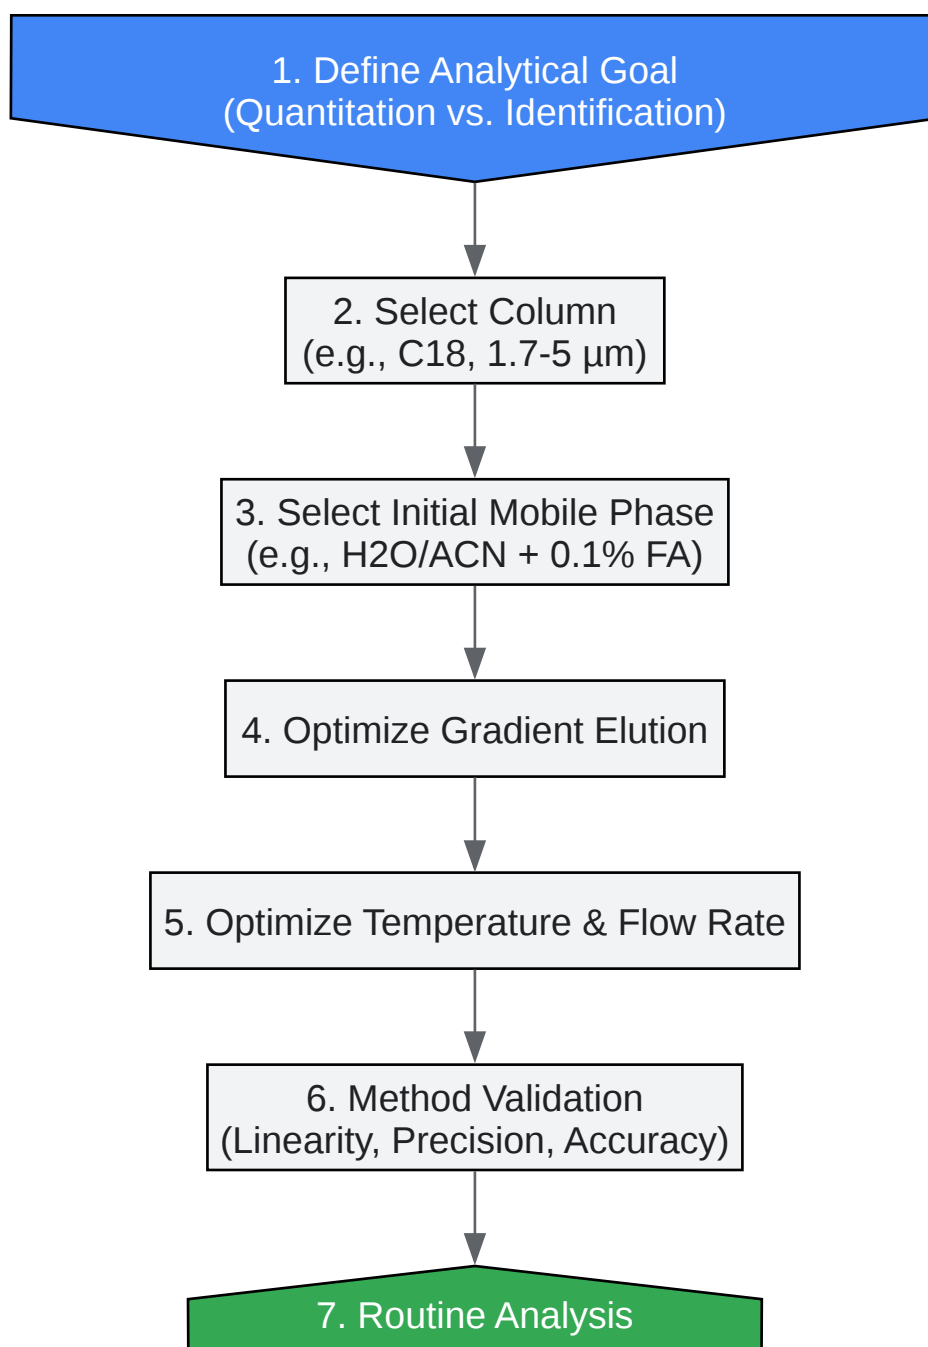 1. Define Analytical Goal
(Quantitation vs. Identification)
2. Select Column
(e.g., C18, 1.7-5 µm)
3. Select Initial Mobile Phase
(e.g., H2O/ACN + 0.1% FA)
4. Optimize Gradient Elution
5. Optimize Temperature & Flow Rate
6. Method Validation
(Linearity, Precision, Accuracy)
7. Routine Analysis